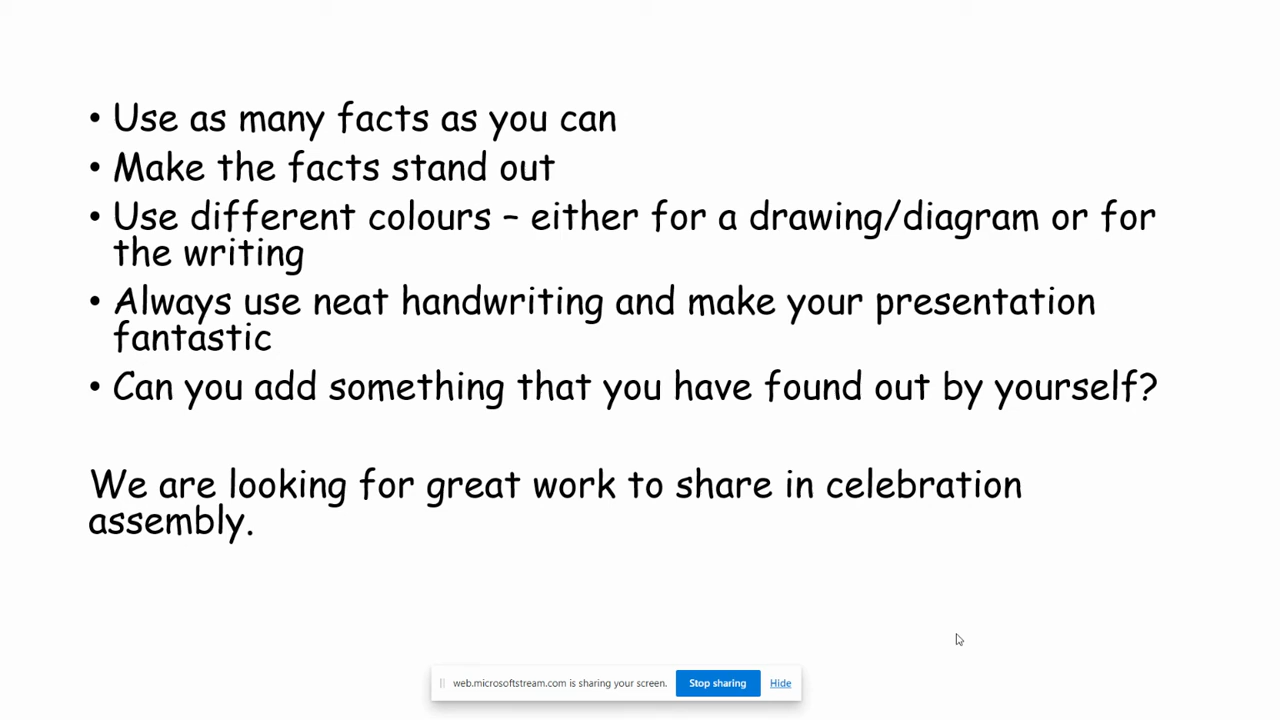 • Use as many facts as you can
• Make the facts stand out
• Use different colours – either for a drawing/diagram or for
the writing
• Always use neat handwriting and make your presentation
fantastic
• Can you add something that you have found out by yourself?
We are looking for great work to share in celebration
assembly.
web.microsoftstream.com is sharing your screen. Stop sharing Hide